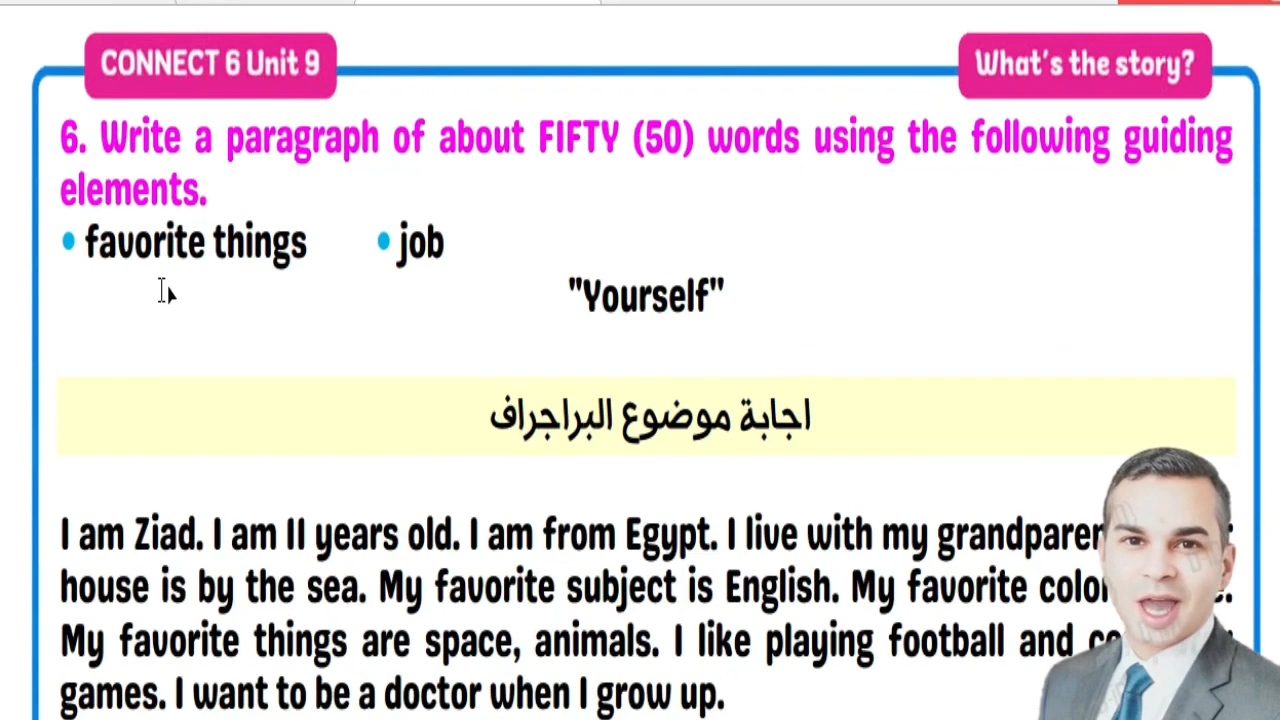 CONNECT 6 Unit 9
What's the story?
6. Write a paragraph of about FIFTY (50) words using the following guiding
elements.
• favorite things • job
"Yourself"
اجابة موضوع البراجراف
I am Ziad. I am 11 years old. I am from Egypt. I live with my
house is by the sea. My favorite subject is English. My favorite
My favorite things are space, animals. I like playing football and
games. I want to be a doctor when I grow up.